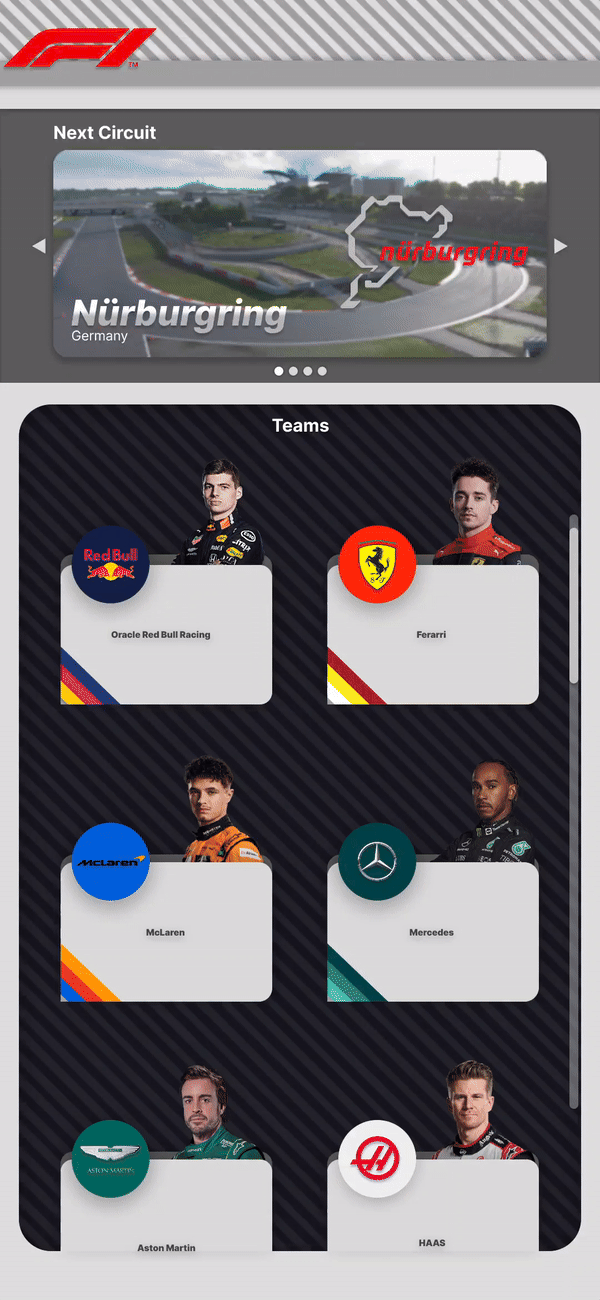 F1
TM
Next Circuit
nürburgring
Nürburgring
Germany
Teams
Red Bull
Oracle Red Bull Racing
Ferarri
S F
McLaren
McLaren
Mercedes
ASTON MARTIN
Aston Martin
HAAS